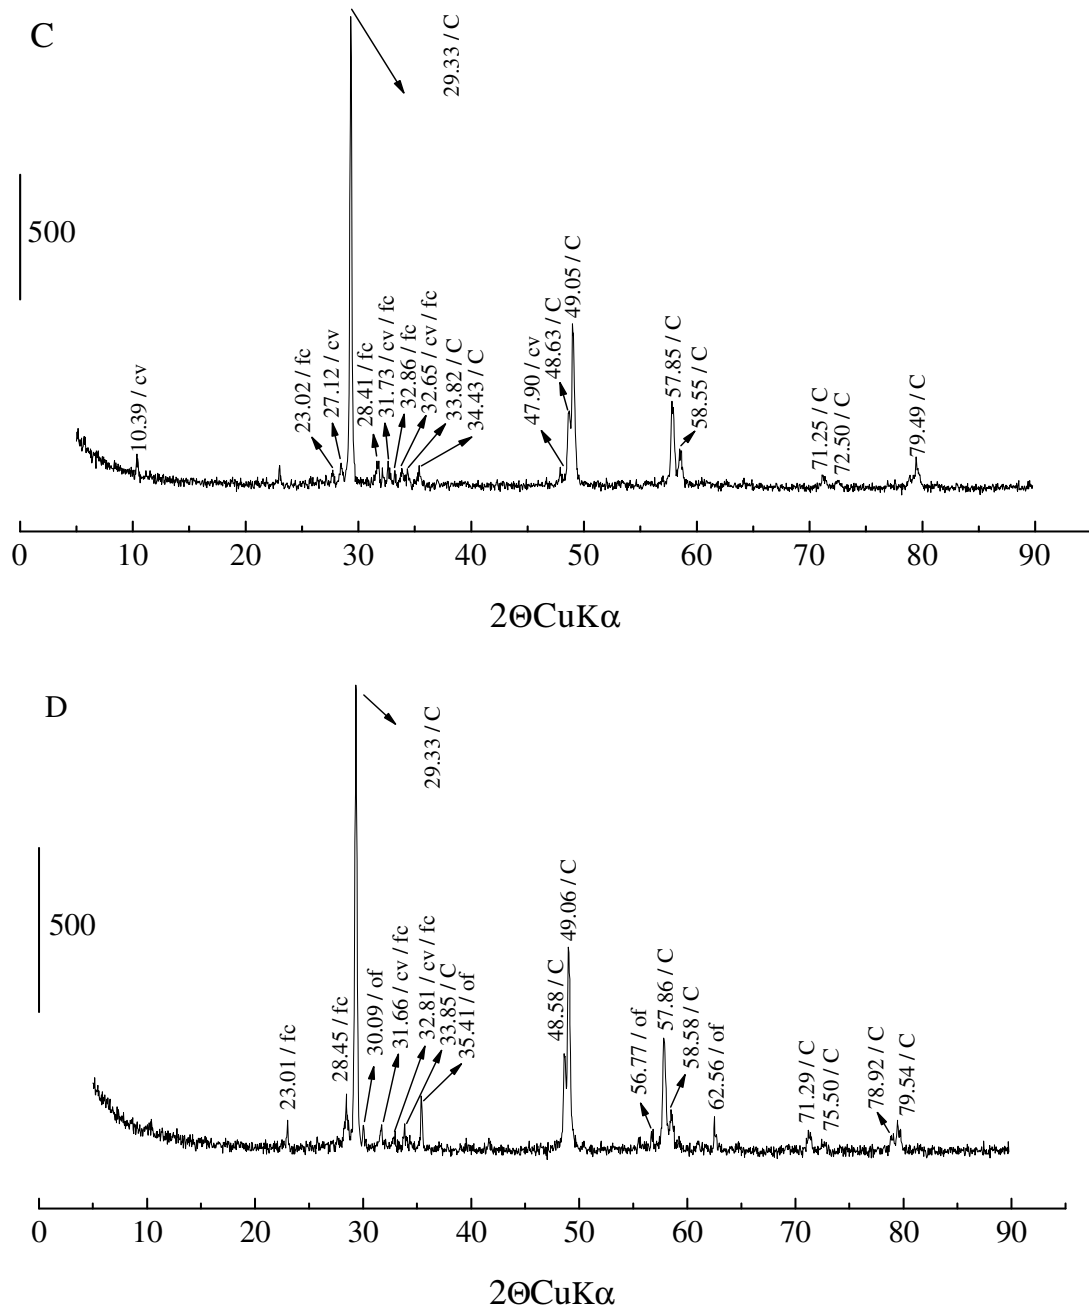 C
29.33 / C
500
10.39 / cv
23.02 / fc
27.12 / cv
28.41 / fc
31.73 / cv / fc
32.86 / fc
32.65 / cv / fc
33.82 / C
34.43 / C
47.90 / cv
48.63 / C
49.05 / C
57.85 / C
58.55 / C
71.25 / C
72.50 / C
79.49 / C
0 10 20 30 40 50 60 70 80 90
2ΘCuKα
D
29.33 / C
500
23.01 / fc
28.45 / fc
30.09 / of
31.66 / cv / fc
32.81 / cv / fc
33.85 / C
35.41 / of
48.58 / C
49.06 / C
56.77 / of
57.86 / C
58.58 / C
62.56 / of
71.29 / C
75.50 / C
78.92 / C
79.54 / C
0 10 20 30 40 50 60 70 80 90
2ΘCuKα